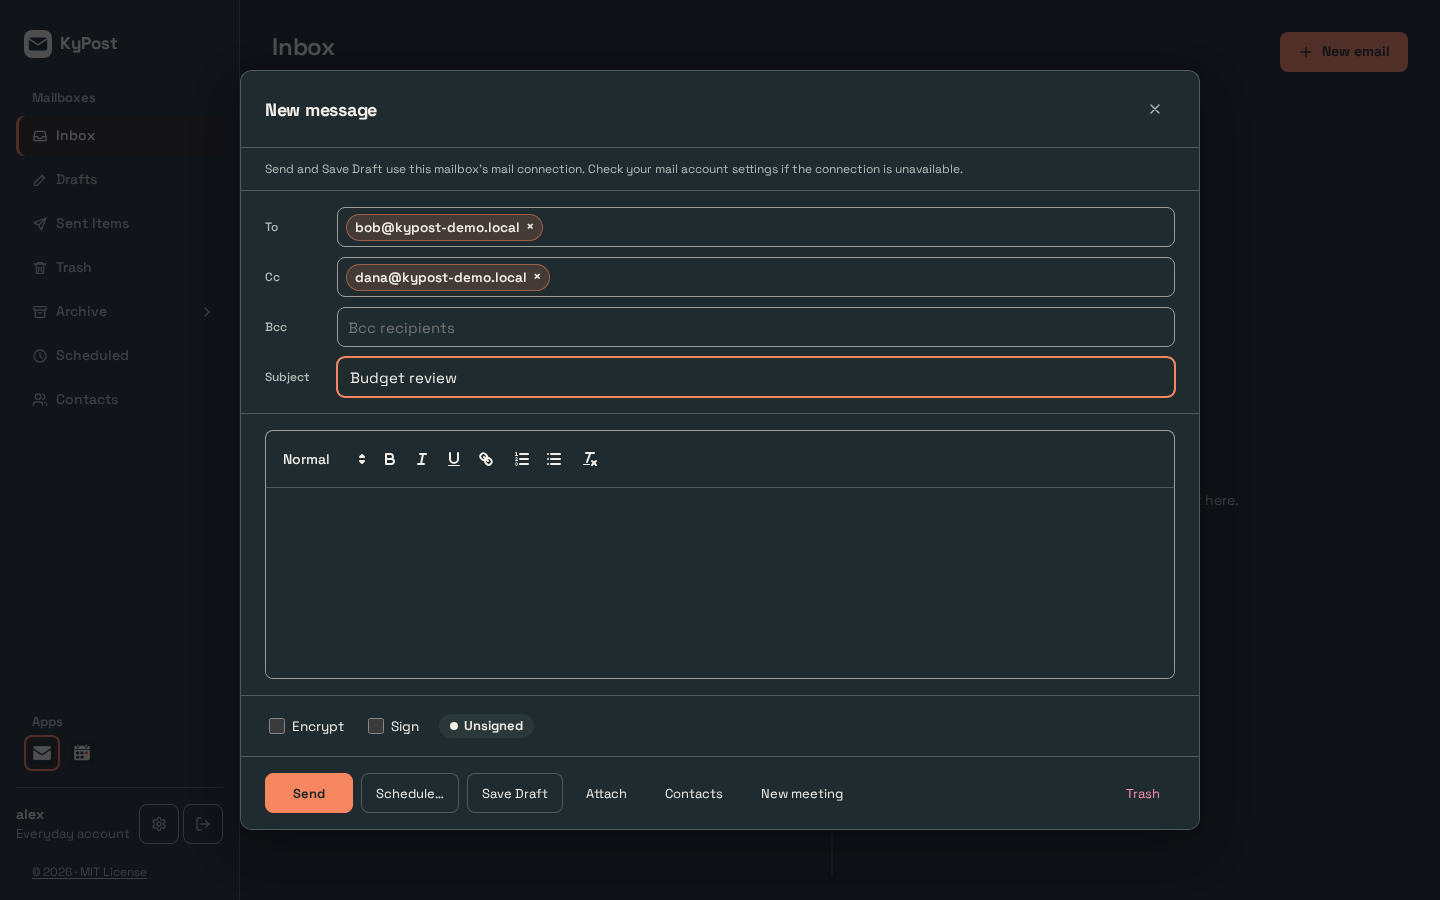 KyPost
Mailboxes
Inbox
Drafts
Sent Items
Trash
Archive
Scheduled
Contacts
Apps
alex
Everyday account
© 2026 · MIT License
Inbox
New email
here.
New message
Send and Save Draft use this mailbox's mail connection. Check your mail account settings if the connection is unavailable.
To bob@kypost-demo.local ×
Cc dana@kypost-demo.local ×
Bcc Bcc recipients
Subject Budget review
Normal
Encrypt Sign Unsigned
Send Schedule... Save Draft Attach Contacts New meeting Trash